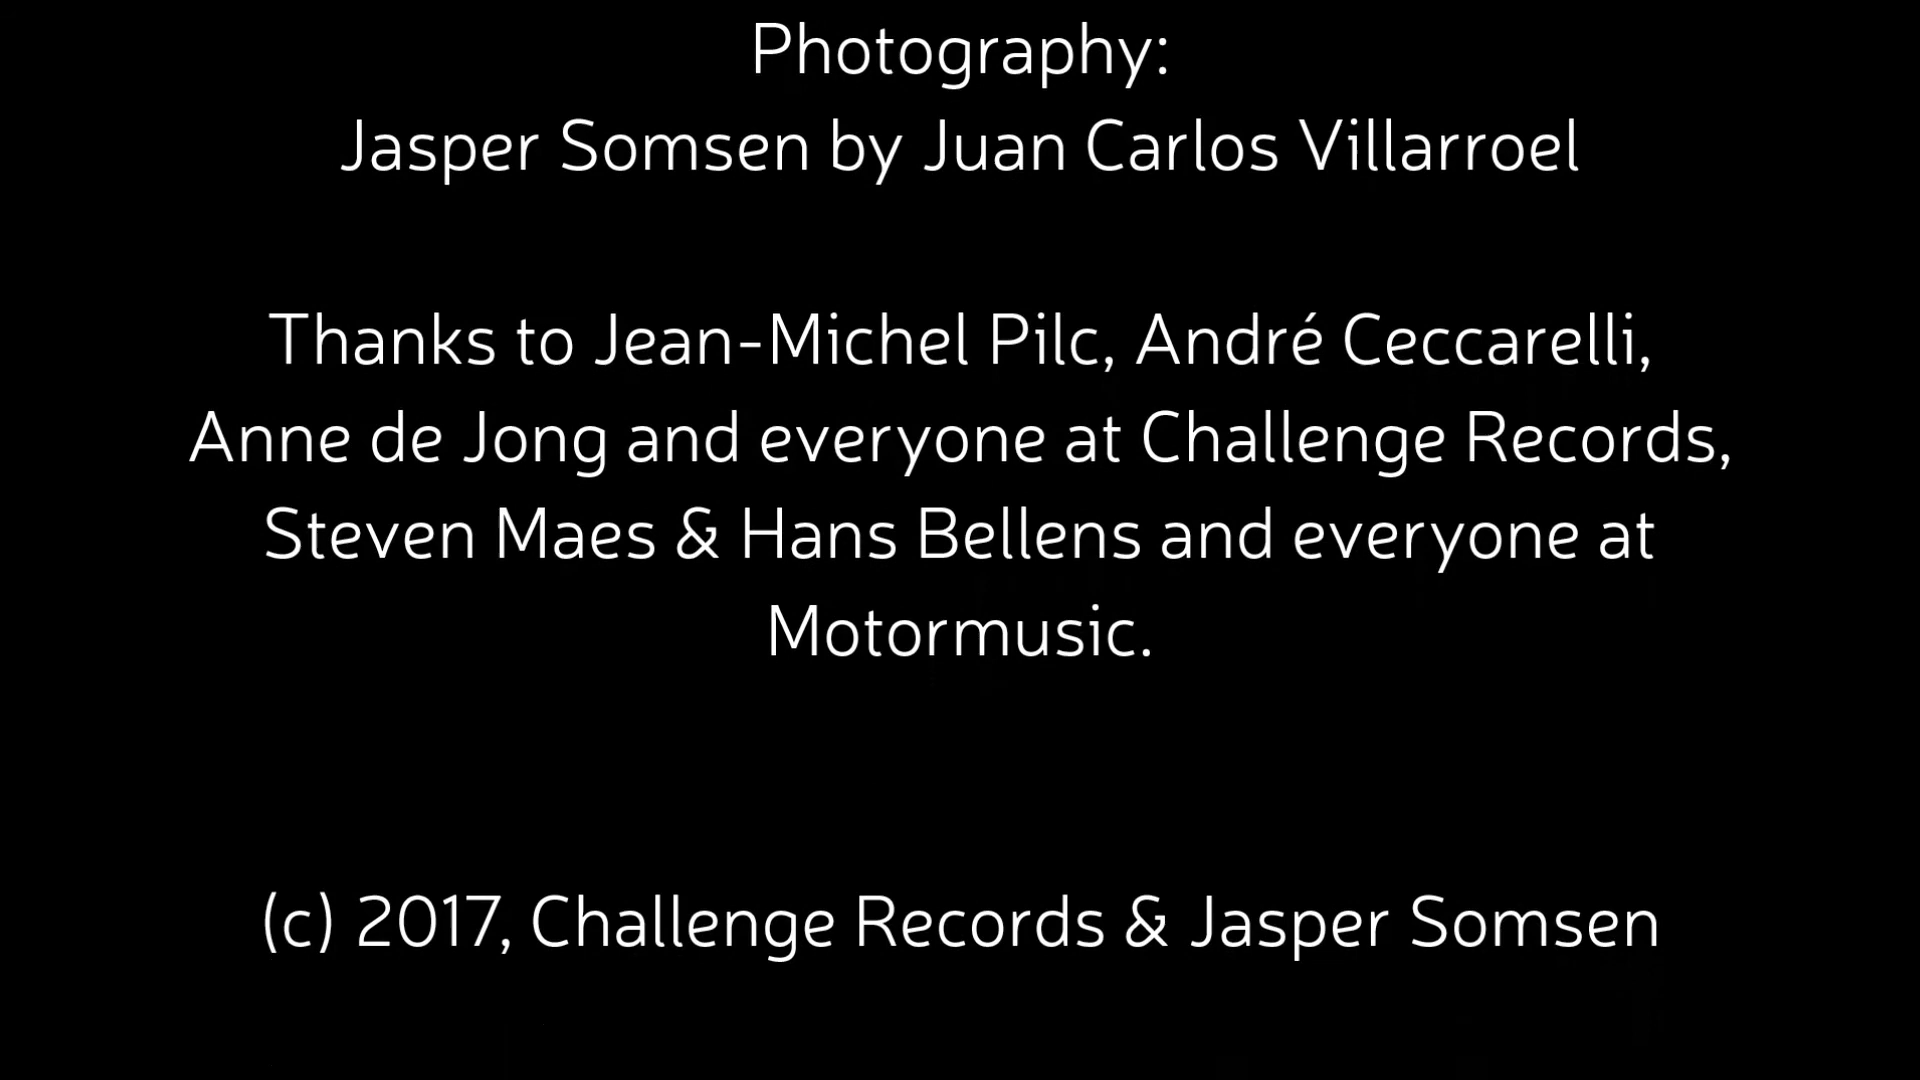 Photography:
Jasper Somsen by Juan Carlos Villarroel
Thanks to Jean-Michel Pilc, André Ceccarelli,
Anne de Jong and everyone at Challenge Records,
Steven Maes & Hans Bellens and everyone at
Motormusic.
(c) 2017, Challenge Records & Jasper Somsen